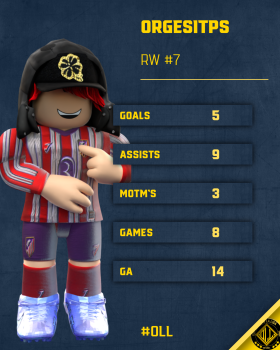 ORGESITPS
RW #7
GOALS 5
ASSISTS 9
MOTM'S 3
GAMES 8
GA 14
#OLL